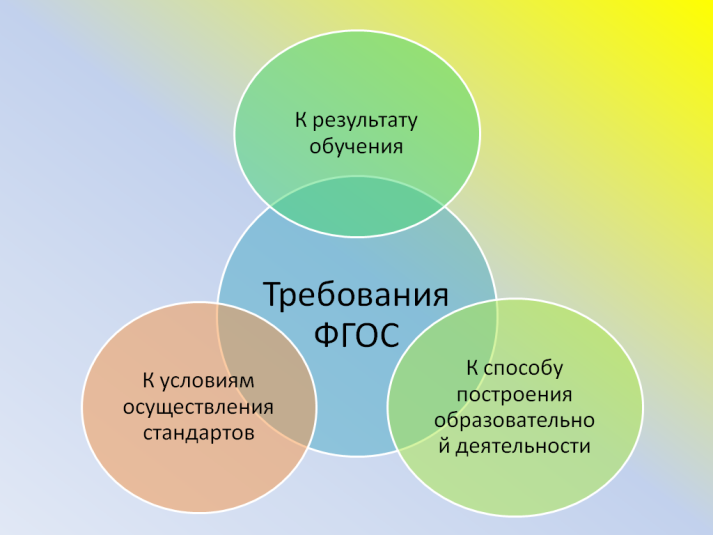 К результату
обучения
Требования
ФГОС
К условиям
осуществления
стандартов
К способу
построения
образовательно
й деятельности